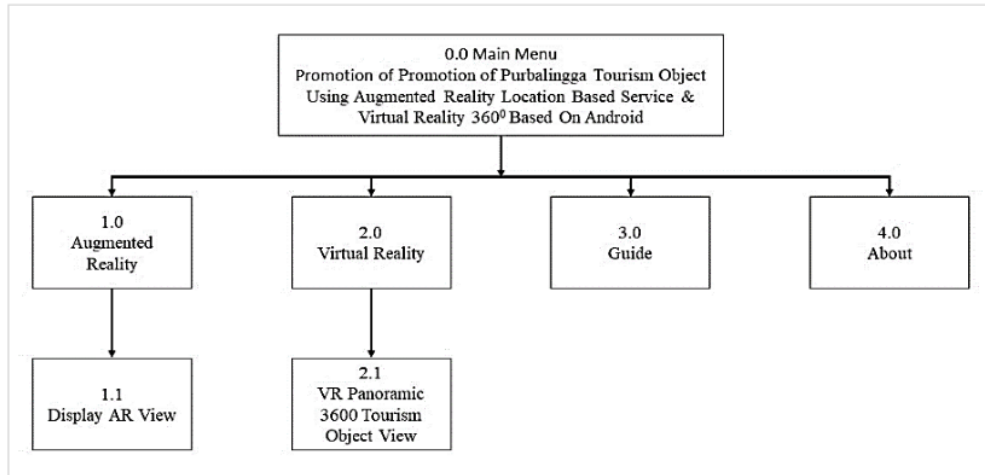 0.0 Main Menu
Promotion of Promotion of Purbalingga Tourism Object
Using Augmented Reality Location Based Service &
Virtual Reality 360⁰ Based On Android
1.0
Augmented
Reality
2.0
Virtual Reality
3.0
Guide
4.0
About
1.1
Display AR View
2.1
VR Panoramic
3600 Tourism
Object View